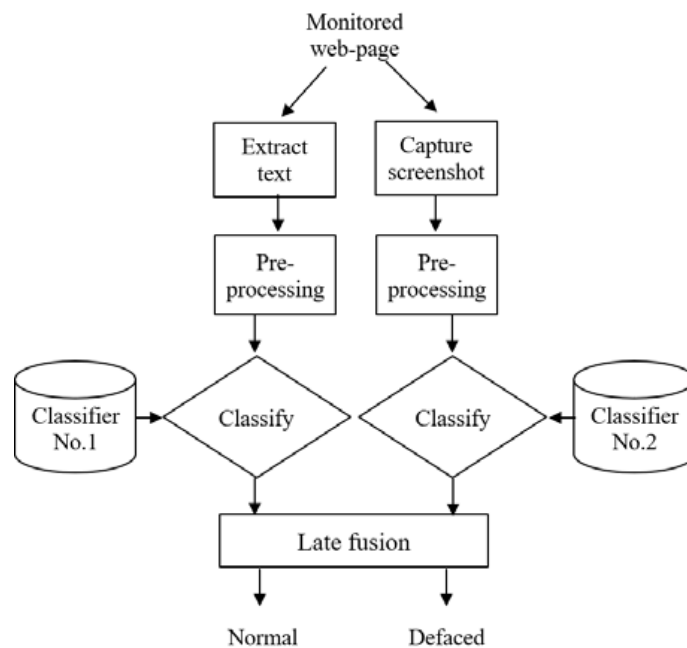 Monitored
web-page
Extract
text
Capture
screenshot
Pre-
processing
Pre-
processing
Classifier
No.1
Classify
Classify
Classifier
No.2
Late fusion
Normal
Defaced